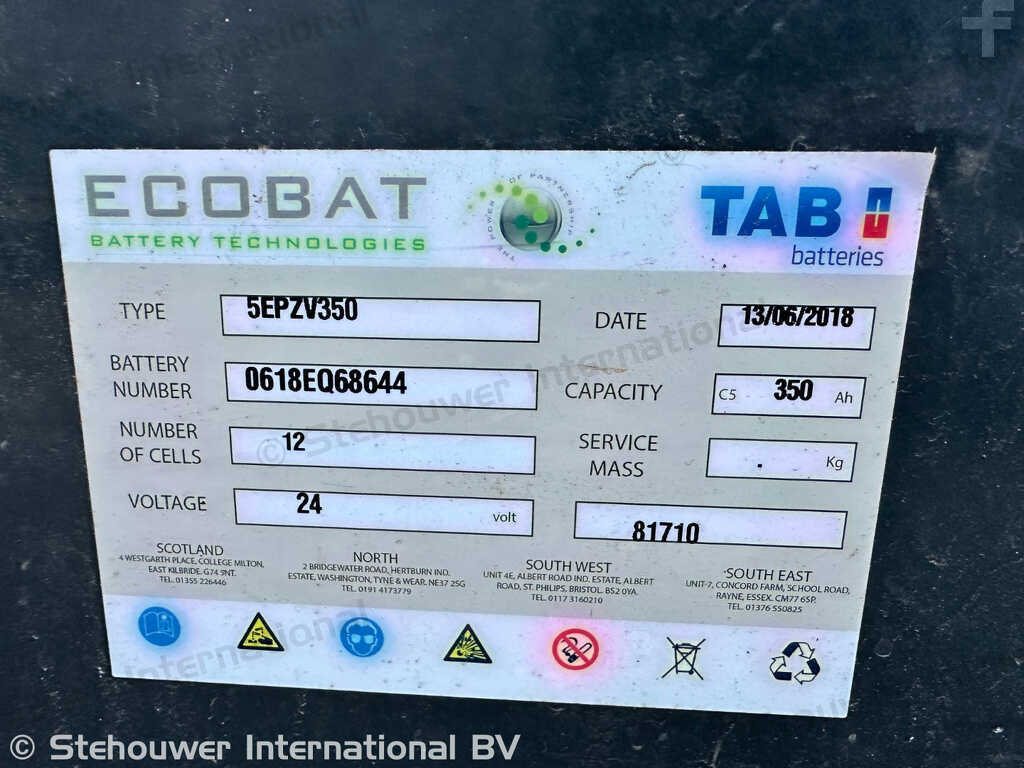 ECOBAT
BATTERY TECHNOLOGIES
THE POWER OF PARTNERSHIP
TAB
batteries
TYPE 5EPZV350
DATE 13/06/2018
BATTERY
NUMBER 0618EQ68644
CAPACITY C5 350 Ah
NUMBER
OF CELLS 12
SERVICE
MASS . Kg
VOLTAGE 24 volt
81710
SCOTLAND
4 WESTGARTH PLACE, COLLEGE MILTON,
EAST KILBRIDE. G74 5NT.
TEL. 01355 226446
NORTH
2 BRIDGEWATER ROAD, HERTBURN IND.
ESTATE, WASHINGTON, TYNE & WEAR. NE37 2SG
TEL. 0191 4173779
SOUTH WEST
UNIT 4E, ALBERT ROAD IND. ESTATE, ALBERT
ROAD, ST. PHILIPS, BRISTOL. BS2 0YA.
TEL. 0117 3160210
SOUTH EAST
UNIT-7, CONCORD FARM, SCHOOL ROAD,
RAYNE, ESSEX. CM77 6SP.
TEL. 01376 550825
© Stehouwer International
© Stehouwer International BV